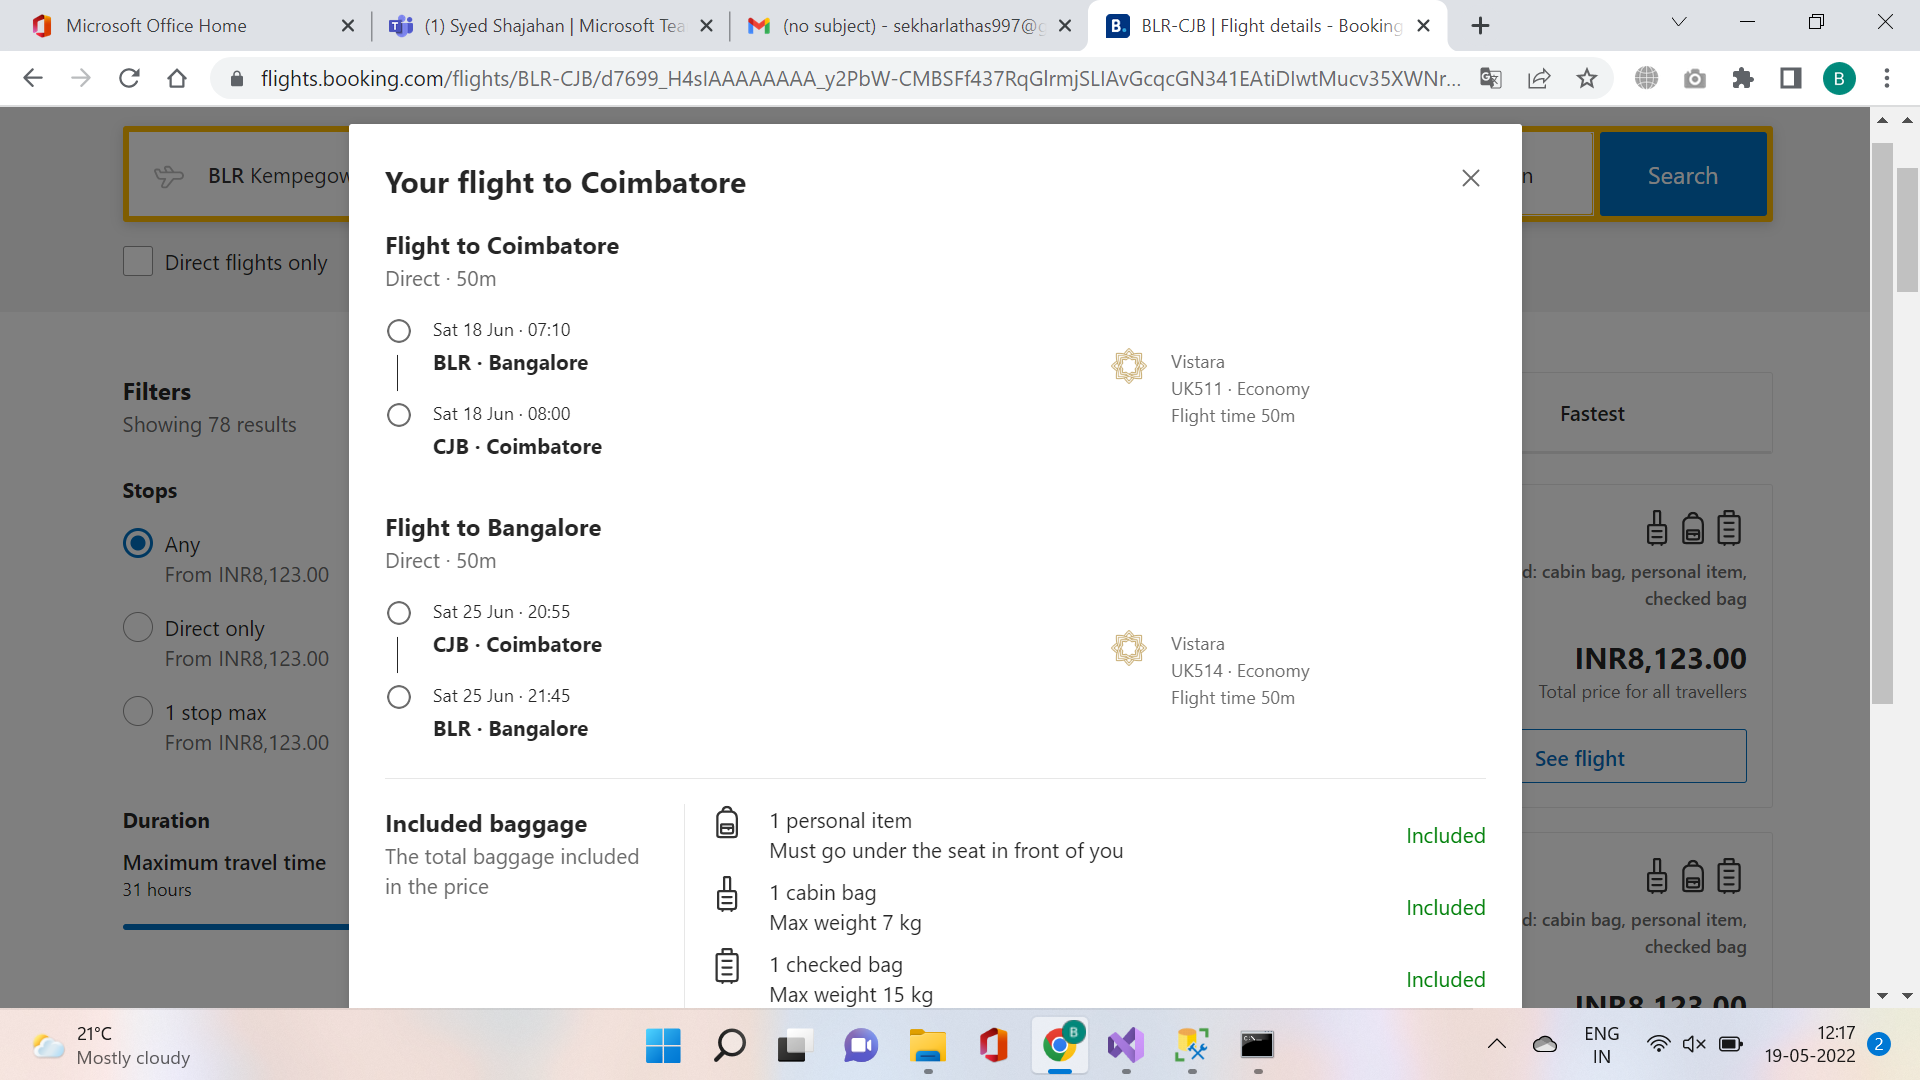 Microsoft Office Home
(1) Syed Shajahan | Microsoft Tea
(no subject) - sekharlathas997@g
BLR-CJB | Flight details - Booking
flights.booking.com/flights/BLR-CJB/d7699_H4sIAAAAAAAA_y2PbW-CMBSFf437RqGlrmjSLIAvGcqcGN341EAtiDIwtMucv35XWNr...
B
BLR Kempegow
n
Search
Direct flights only
Your flight to Coimbatore
Flight to Coimbatore
Direct · 50m
Sat 18 Jun · 07:10
BLR · Bangalore
Sat 18 Jun · 08:00
CJB · Coimbatore
Vistara
UK511 · Economy
Flight time 50m
Flight to Bangalore
Direct · 50m
Sat 25 Jun · 20:55
CJB · Coimbatore
Sat 25 Jun · 21:45
BLR · Bangalore
Vistara
UK514 · Economy
Flight time 50m
Included baggage
The total baggage included
in the price
1 personal item
Must go under the seat in front of you
Included
1 cabin bag
Max weight 7 kg
Included
1 checked bag
Max weight 15 kg
Included
Filters
Showing 78 results
Stops
Any
From INR8,123.00
Direct only
From INR8,123.00
1 stop max
From INR8,123.00
Duration
Maximum travel time
31 hours
Fastest
d: cabin bag, personal item,
checked bag
INR8,123.00
Total price for all travellers
See flight
d: cabin bag, personal item,
checked bag
INR8,123.00
21°C
Mostly cloudy
B
ENG
IN
12:17
19-05-2022
2